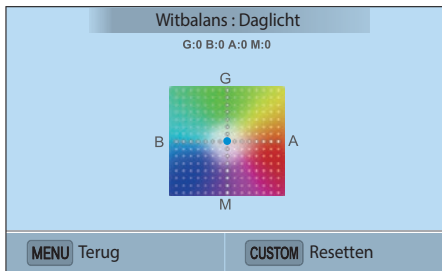 Witbalans : Daglicht
G:0 B:0 A:0 M:0
G
B A
M
MENU Terug CUSTOM Resetten